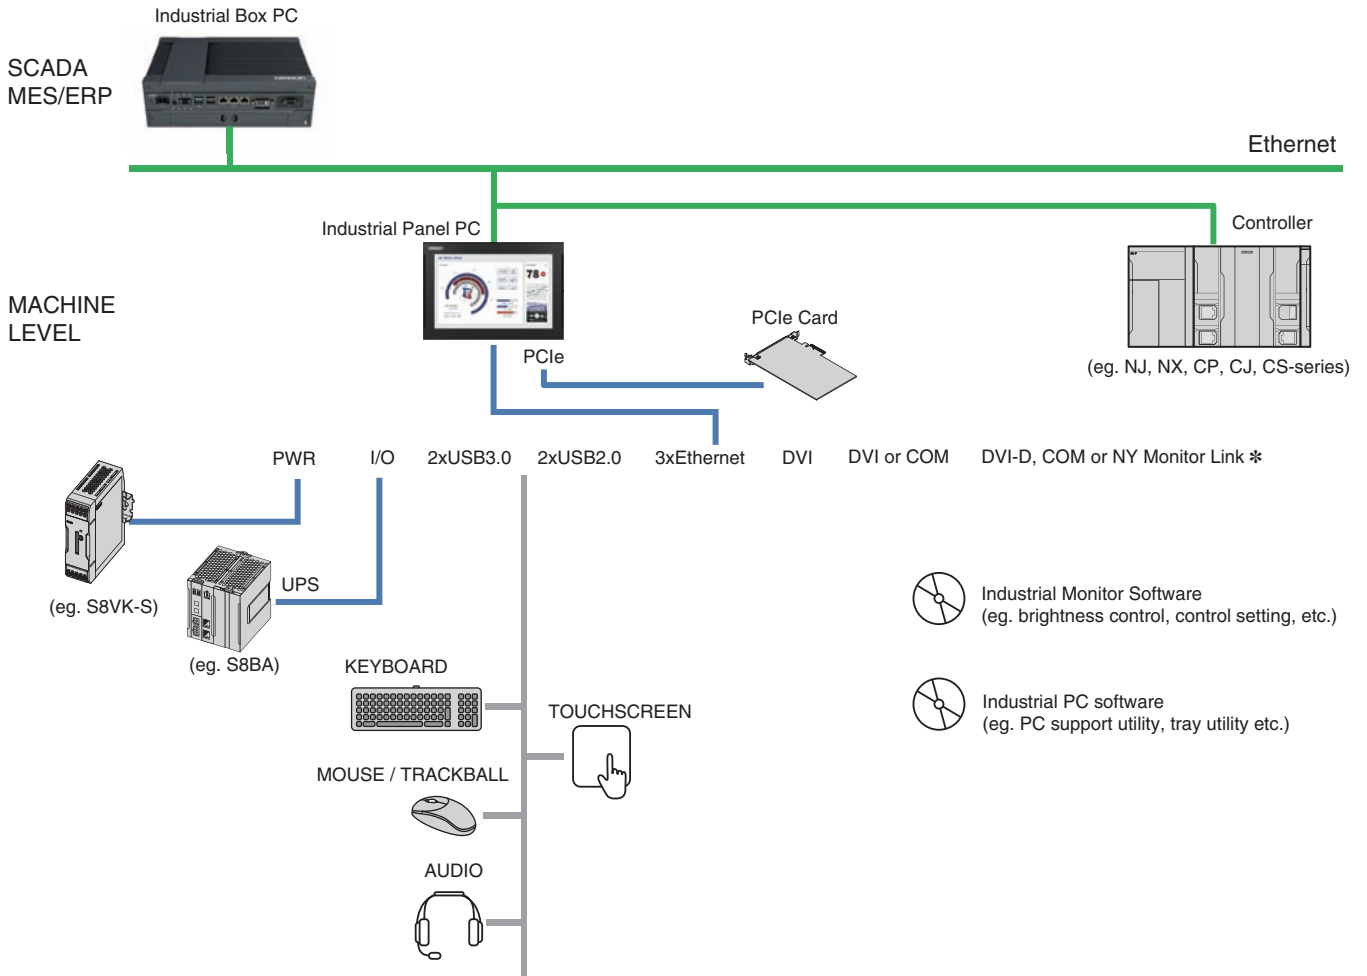 Industrial Box PC
SCADA
MES/ERP
Ethernet
Industrial Panel PC
Controller
MACHINE
LEVEL
78
PCIe Card
PCIe
(eg. NJ, NX, CP, CJ, CS-series)
PWR
I/O
2xUSB3.0
2xUSB2.0
3xEthernet
DVI
DVI or COM
DVI-D, COM or NY Monitor Link ✻
UPS
(eg. S8VK-S)
(eg. S8BA)
Industrial Monitor Software
(eg. brightness control, control setting, etc.)
KEYBOARD
TOUCHSCREEN
Industrial PC software
(eg. PC support utility, tray utility etc.)
MOUSE / TRACKBALL
AUDIO